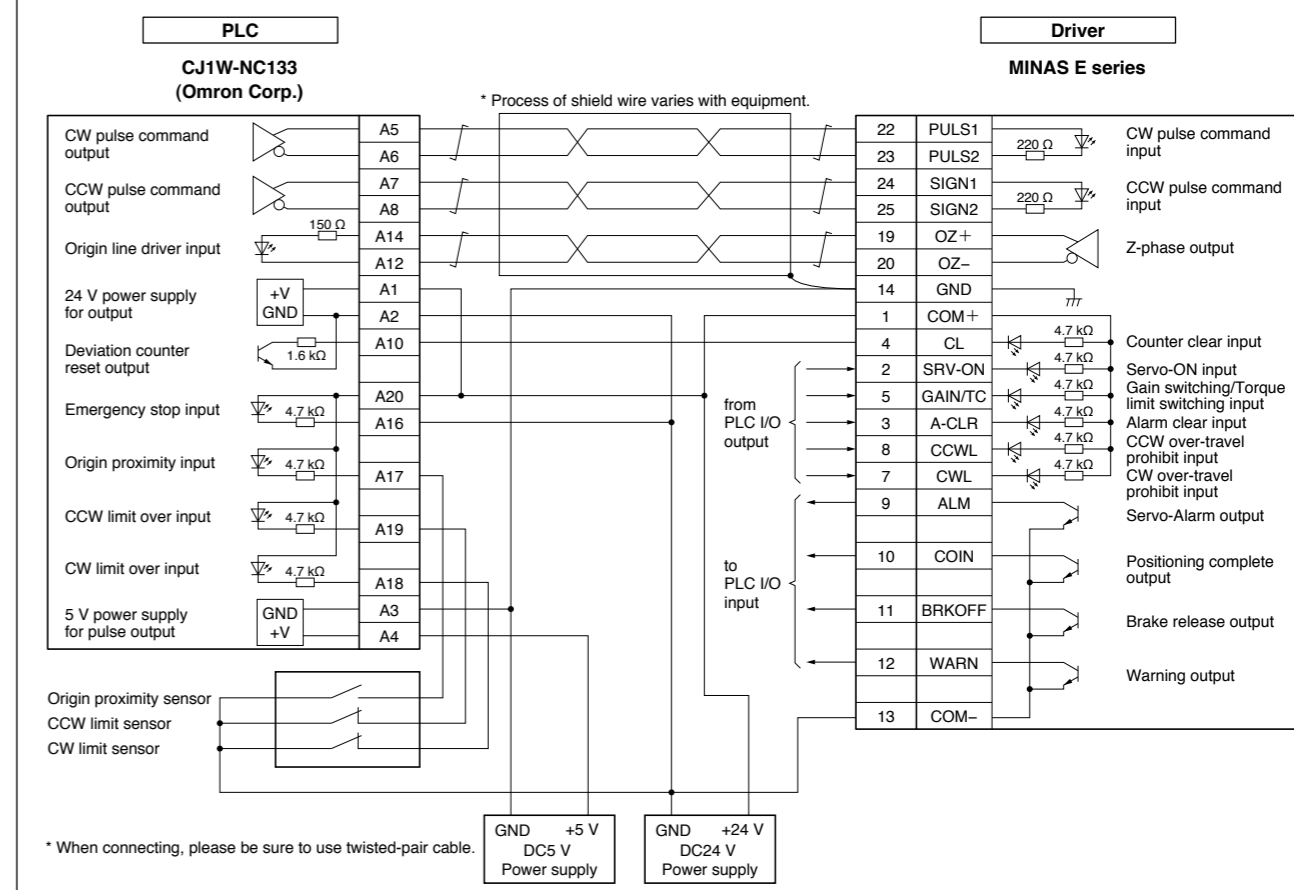 PLC
Driver
CJ1W-NC133
(Omron Corp.)
MINAS E series
* Process of shield wire varies with equipment.
CW pulse command
output
A5
A6
22 PULS1
23 PULS2
220 Ω
CW pulse command
input
CCW pulse command
output
A7
A8
24 SIGN1
25 SIGN2
220 Ω
CCW pulse command
input
Origin line driver input
150 Ω
A14
A12
19 OZ+
20 OZ−
Z-phase output
24 V power supply
for output
+V
GND
A1
A2
14 GND
1 COM+
Deviation counter
reset output
1.6 kΩ
A10
4 CL
4.7 kΩ
Counter clear input
2 SRV-ON
4.7 kΩ
Servo-ON input
Emergency stop input
4.7 kΩ
A20
A16
from
PLC I/O
output
5 GAIN/TC
4.7 kΩ
Gain switching/Torque
limit switching input
3 A-CLR
4.7 kΩ
Alarm clear input
Origin proximity input
4.7 kΩ
A17
8 CCWL
4.7 kΩ
CCW over-travel
prohibit input
7 CWL
4.7 kΩ
CW over-travel
prohibit input
CCW limit over input
4.7 kΩ
A19
9 ALM
Servo-Alarm output
CW limit over input
4.7 kΩ
A18
to
PLC I/O
input
10 COIN
Positioning complete
output
5 V power supply
for pulse output
GND
+V
A3
A4
11 BRKOFF
Brake release output
12 WARN
Warning output
13 COM−
Origin proximity sensor
CCW limit sensor
CW limit sensor
GND +5 V
DC5 V
Power supply
GND +24 V
DC24 V
Power supply
* When connecting, please be sure to use twisted-pair cable.